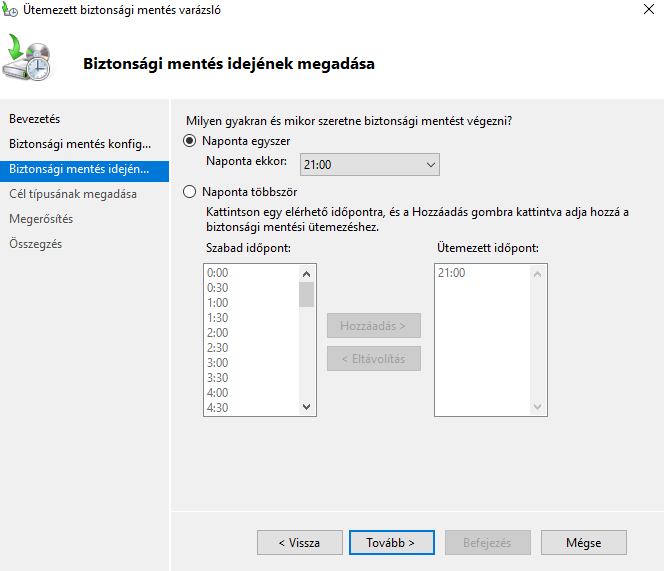 Ütemezett biztonsági mentés varázsló
Biztonsági mentés idejének megadása
Bevezetés
Biztonsági mentés konfig...
Biztonsági mentés idején...
Cél típusának megadása
Megerősítés
Összegzés
Milyen gyakran és mikor szeretne biztonsági mentést végezni?
Naponta egyszer
Naponta ekkor: 21:00
Naponta többször
Kattintson egy elérhető időpontra, és a Hozzáadás gombra kattintva adja hozzá a
biztonsági mentési ütemezéshez.
Szabad időpont:
0:00
0:30
1:00
1:30
2:00
2:30
3:00
3:30
4:00
4:30
Hozzáadás >
< Eltávolítás
Ütemezett időpont:
21:00
< Vissza
Tovább >
Befejezés
Mégse